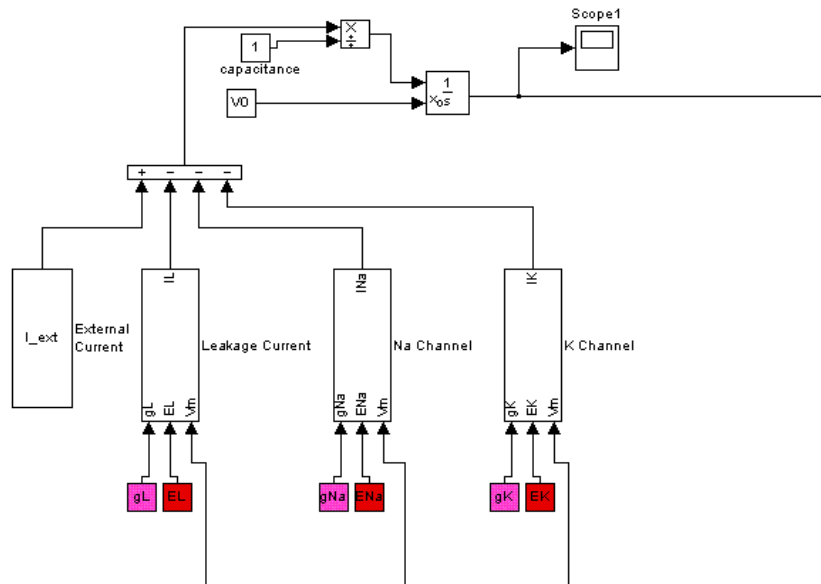 Scope1
×
÷
1
capacitance
1
x₀ s
V0
+ − − −
IL
INa
IK
I_ext
External
Current
Leakage Current
Na Channel
K Channel
gL EL Vm
gNa ENa Vm
gK EK Vm
gL EL
gNa ENa
gK EK